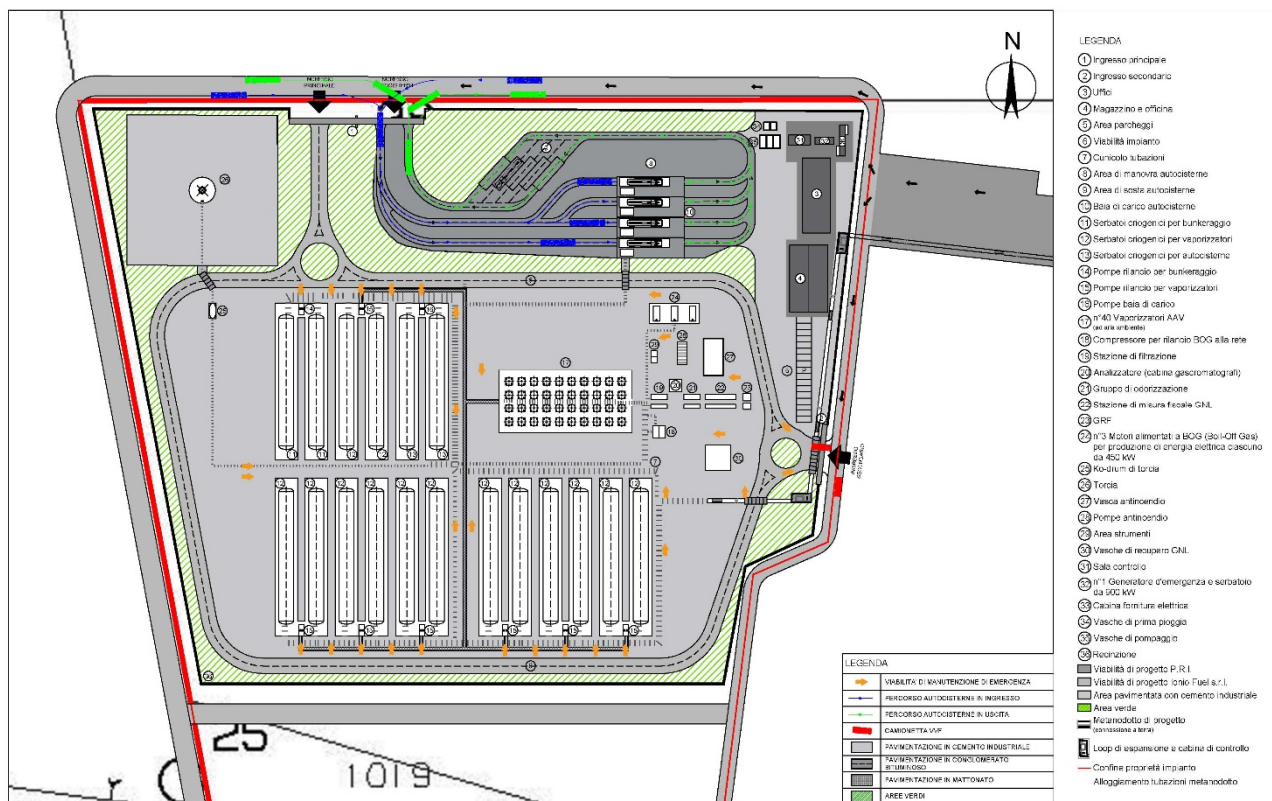 INGRESSO
PRINCIPALE
N
25
1019
LEGENDA
1 Ingresso principale
2 Ingresso secondario
3 Uffici
4 Magazzino e officina
5 Area parcheggi
6 Viabilità impianto
7 Cunicolo tubazioni
8 Area di manovra autocisterne
9 Area di sosta autocisterne
10 Baia di carico autocisterne
11 Serbatoi criogenici per bunkeraggio
12 Serbatoi criogenici per vaporizzatori
13 Serbatoi criogenici per autocisterne
14 Pompe rilancio per bunkeraggio
15 Pompe rilancio per vaporizzatori
16 Pompe baia di carico
17 n°40 Vaporizzatori AAV
(ad aria ambiente)
18 Compressore per rilancio BOG alla rete
19 Stazione di filtrazione
20 Analizzatore (cabina gascromatografi)
21 Gruppo di odorizzazione
22 Stazione di misura fiscale GNL
23 GRF
24 n°3 Motori alimentati a BOG (Boil-Off Gas)
per produzione di energia elettrica ciascuno
da 450 kW
25 Ko-drum di torcia
26 Torcia
27 Vasca antincendio
28 Pompe antincendio
29 Area strumenti
30 Vasche di recupero GNL
31 Sala controllo
32 n°1 Generatore d'emergenza e serbatoio
da 900 kW
33 Cabina fornitura elettrica
34 Vasche di prima pioggia
35 Vasche di pompaggio
36 Recinzione
Viabilità di progetto P.R.I.
Viabilità di progetto Ionio Fuel s.r.l.
Area pavimentata con cemento industriale
Area verde
Metanodotto di progetto
(connessione a terra)
Loop di espansione e cabina di controllo
Confine proprietà impianto
Alloggiamento tubazioni metanodotto
LEGENDA
VIABILITA' DI MANUTENZIONE DI EMERGENZA
PERCORSO AUTOCISTERNE IN INGRESSO
PERCORSO AUTOCISTERNE IN USCITA
CAMIONETTA VVF
PAVIMENTAZIONE IN CEMENTO INDUSTRIALE
PAVIMENTAZIONE IN CONGLOMERATO
BITUMINOSO
PAVIMENTAZIONE IN MATTONATO
AREE VERDI